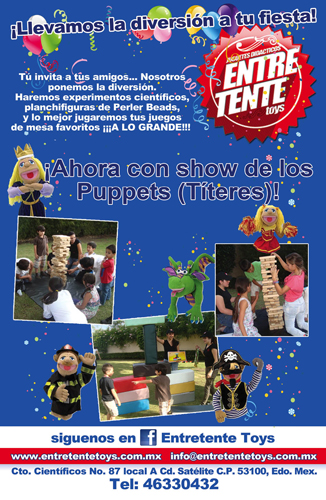 ¡Llevamos la diversión a tu fiesta!
JUGUETES DIDÁCTICOS
ENTRE
TENTE
toys
Tu invita a tus amigos... Nosotros
ponemos la diversión.
Haremos experimentos científicos,
planchifiguras de Perler Beads,
y lo mejor jugaremos tus juegos
de mesa favoritos ¡¡¡A LO GRANDE!!!
¡Ahora con show de los
Puppets (Títeres)!
siguenos en f Entretente Toys
www.entretentetoys.com.mx info@entretentetoys.com.mx
Cto. Científicos No. 87 local A Cd. Satélite C.P. 53100, Edo. Mex.
Tel: 46330432